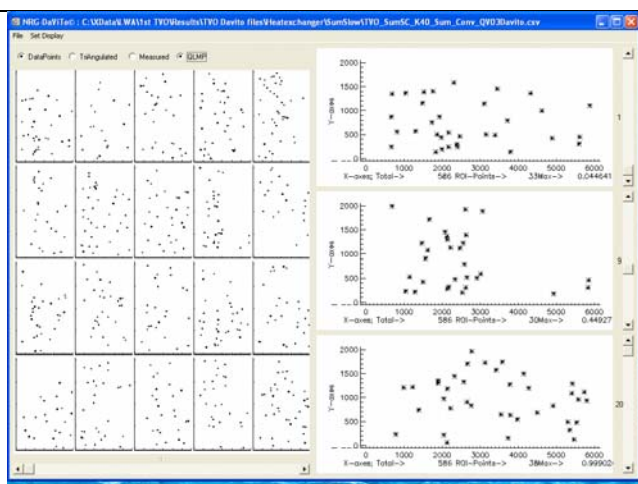 NRG-DaViTo© : C:\XData\LWA\1st TVO\Results\TVO Davito files\Heatexchanger\SumSlow\TVO_SumSC_K40_Sum_Conv_QV03Davito.csv
File Set Display
DataPoints TriAngulated Measured QLMP
2000
1500
1000
500
0
Y-axes
0 1000 2000 3000 4000 5000 6000
X-axes; Total-> 586 ROI-Points 33Max-> 0.044641
1
2000
1500
1000
500
0
Y-axes
0 1000 2000 3000 4000 5000 6000
X-axes; Total-> 586 ROI-Points 30Max-> 0.44927
9
2000
1500
1000
500
0
Y-axes
0 1000 2000 3000 4000 5000 6000
X-axes; Total-> 586 ROI-Points 38Max-> 0.99902
20